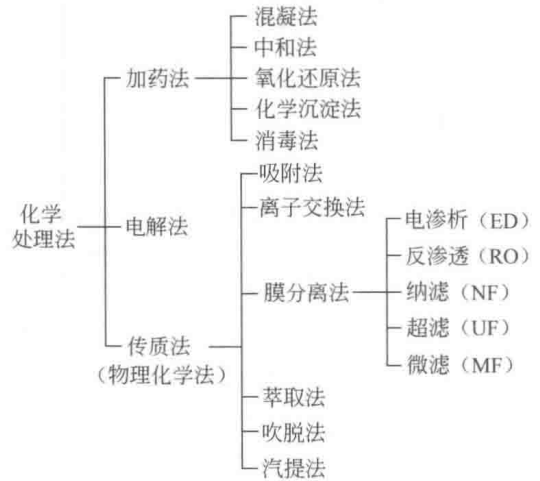 混凝法
中和法
加药法
氧化还原法
化学沉淀法
消毒法
吸附法
离子交换法
化学
处理法
电解法
电渗析（ED）
反渗透（RO）
膜分离法
纳滤（NF）
超滤（UF）
微滤（MF）
传质法
（物理化学法）
萃取法
吹脱法
汽提法